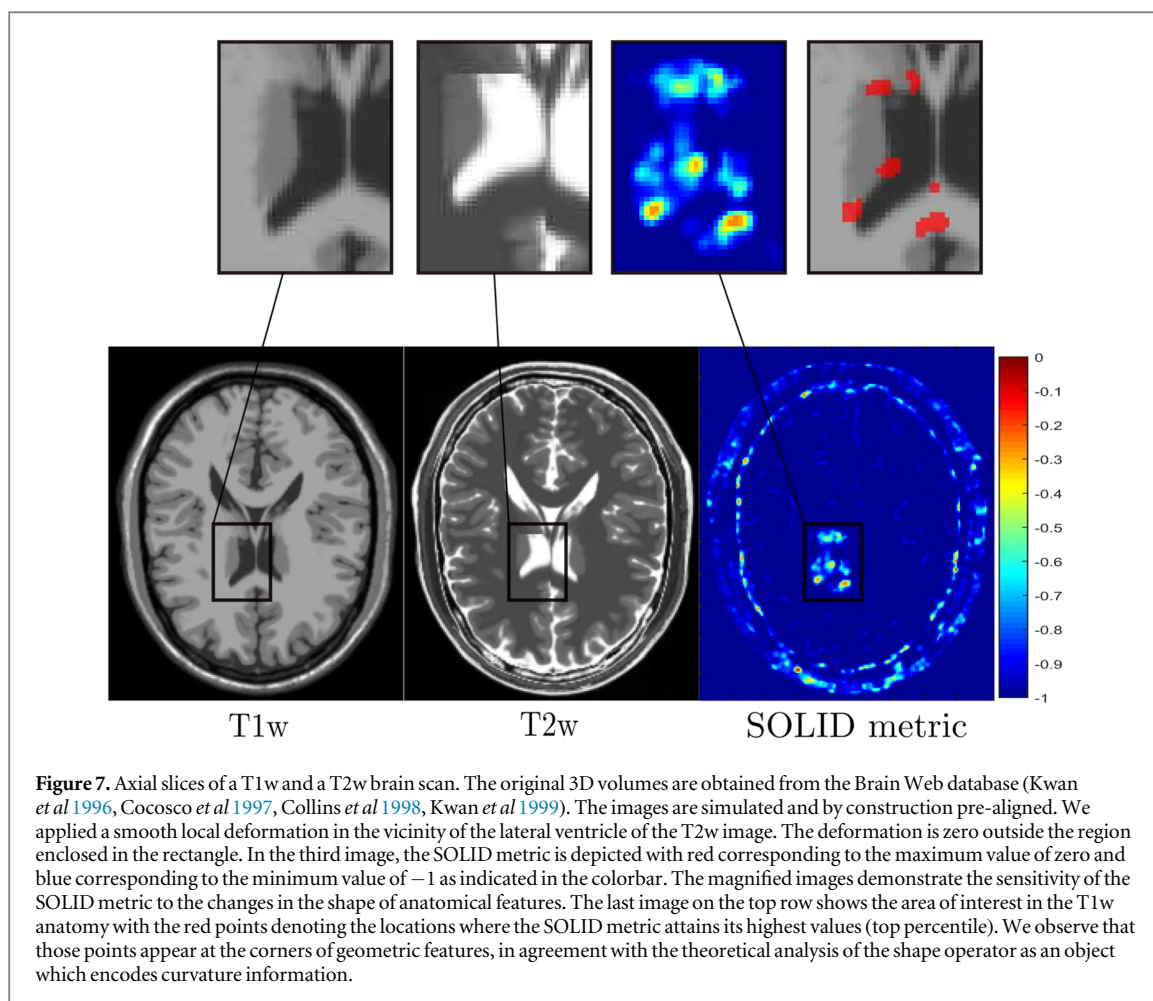 0
-0.1
-0.2
-0.3
-0.4
-0.5
-0.6
-0.7
-0.8
-0.9
-1
T1w
T2w
SOLID metric
Figure 7. Axial slices of a T1w and a T2w brain scan. The original 3D volumes are obtained from the Brain Web database (Kwan
et al 1996, Cocosco et al 1997, Collins et al 1998, Kwan et al 1999). The images are simulated and by construction pre-aligned. We
applied a smooth local deformation in the vicinity of the lateral ventricle of the T2w image. The deformation is zero outside the region
enclosed in the rectangle. In the third image, the SOLID metric is depicted with red corresponding to the maximum value of zero and
blue corresponding to the minimum value of −1 as indicated in the colorbar. The magnified images demonstrate the sensitivity of the
SOLID metric to the changes in the shape of anatomical features. The last image on the top row shows the area of interest in the T1w
anatomy with the red points denoting the locations where the SOLID metric attains its highest values (top percentile). We observe that
those points appear at the corners of geometric features, in agreement with the theoretical analysis of the shape operator as an object
which encodes curvature information.